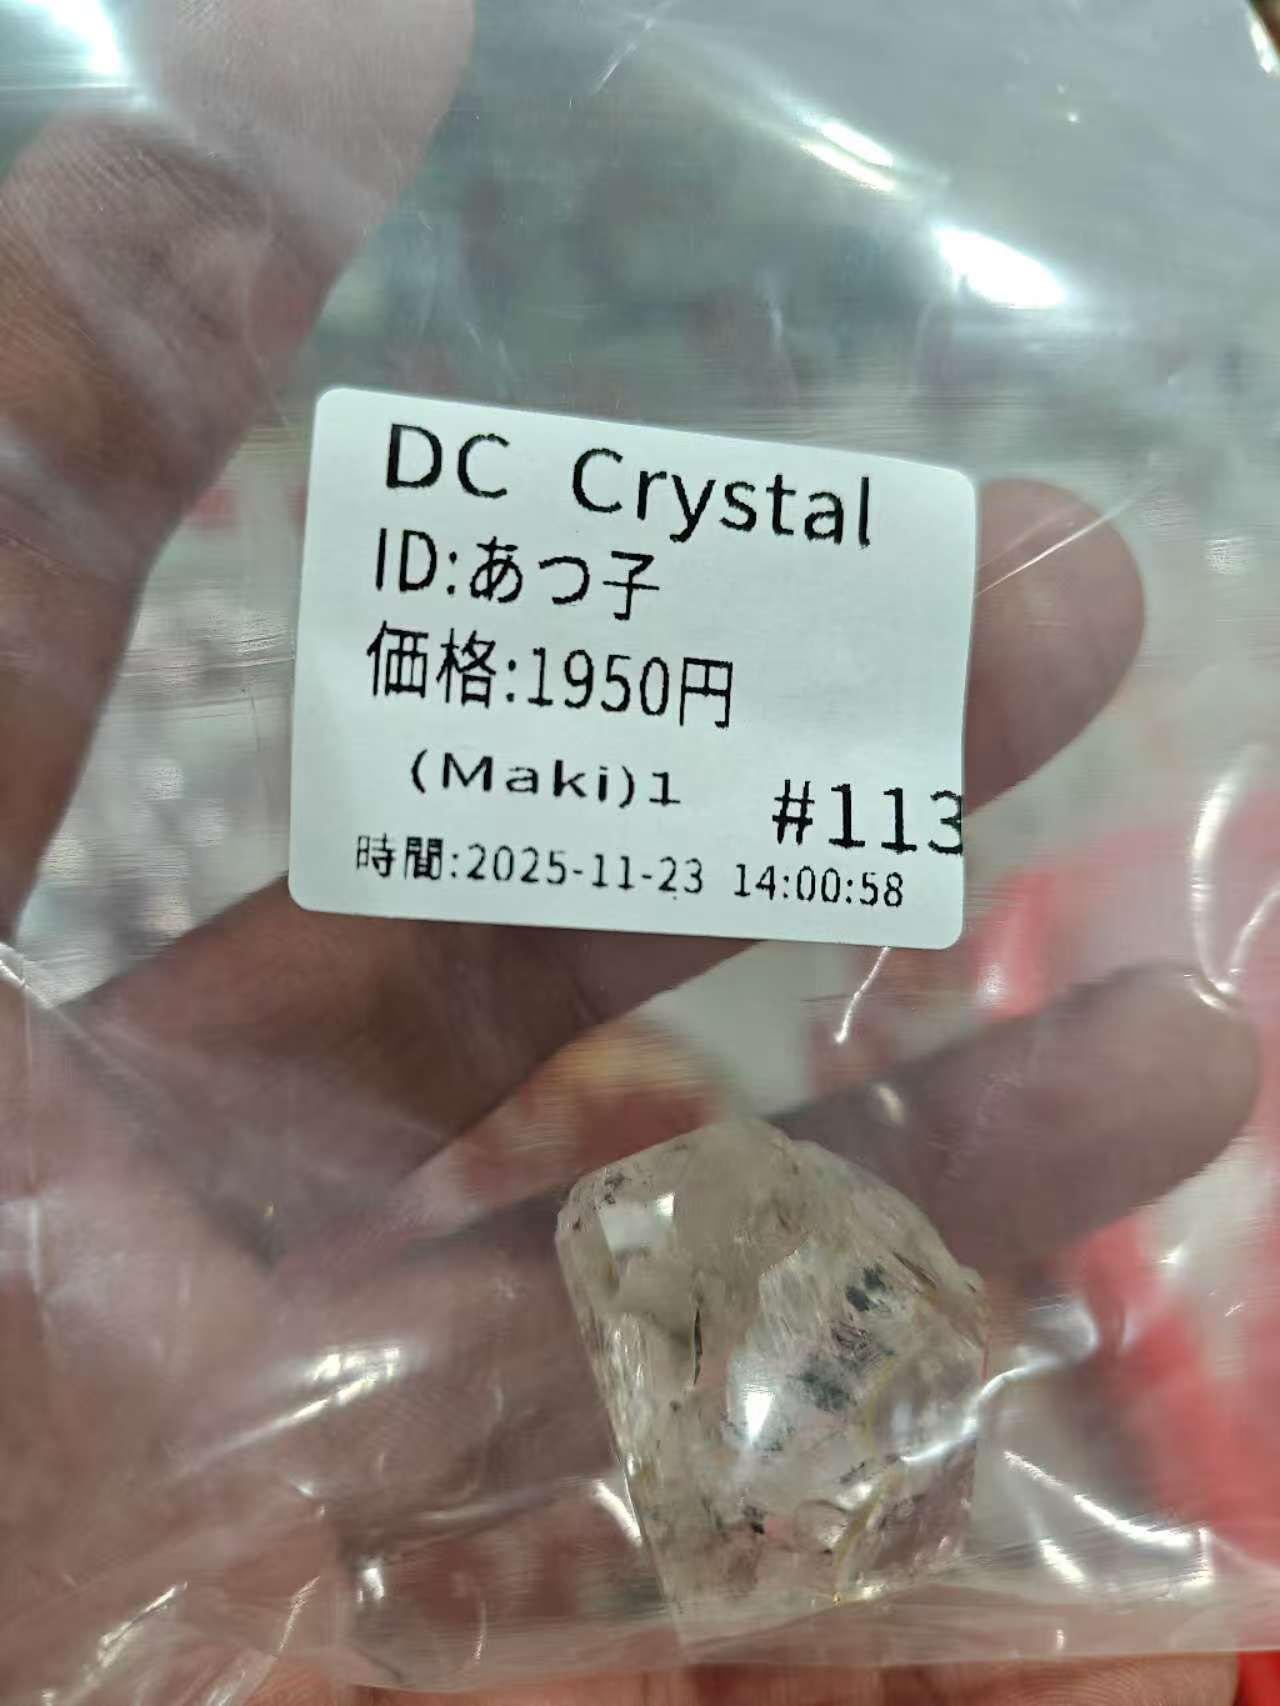 DC Crystal
ID:あつ子
価格:1950円
(Maki)1 #113
時間:2025-11-23 14:00:58